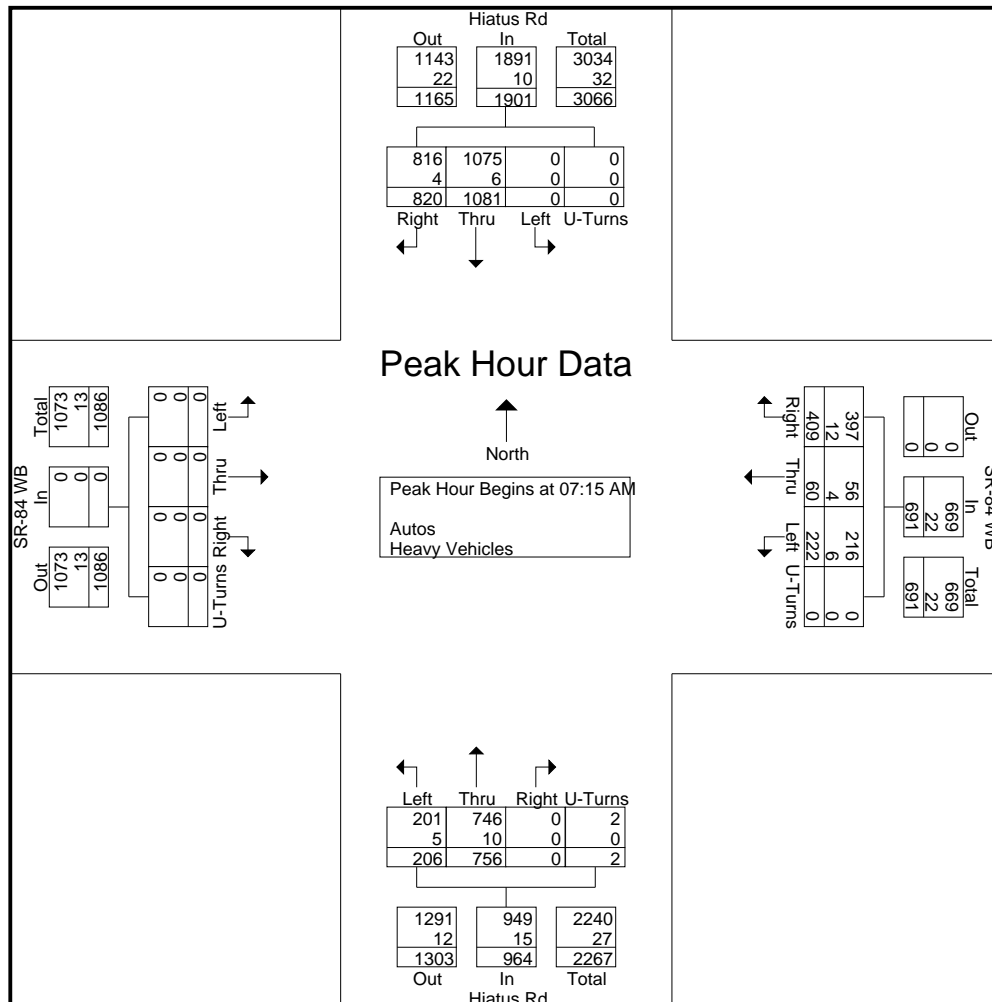 Hiatus Rd
Out In Total
1143 1891 3034
22 10 32
1165 1901 3066
816 1075 0 0
4 6 0 0
820 1081 0 0
Right Thru Left U-Turns
Peak Hour Data
North
Peak Hour Begins at 07:15 AM
Autos
Heavy Vehicles
SR-84 WB
Total In Out
1073 0 1073
13 0 13
1086 0 1086
0 0 0 0
0 0 0 0
0 0 0 0
Left Thru Right U-Turns
SR-84 WB
Out In Total
0 669 669
0 22 22
0 691 691
397 56 216 0
12 4 6 0
409 60 222 0
Right Thru Left U-Turns
Left Thru Right U-Turns
201 746 0 2
5 10 0 0
206 756 0 2
1291 949 2240
12 15 27
1303 964 2267
Out In Total
Hiatus Rd